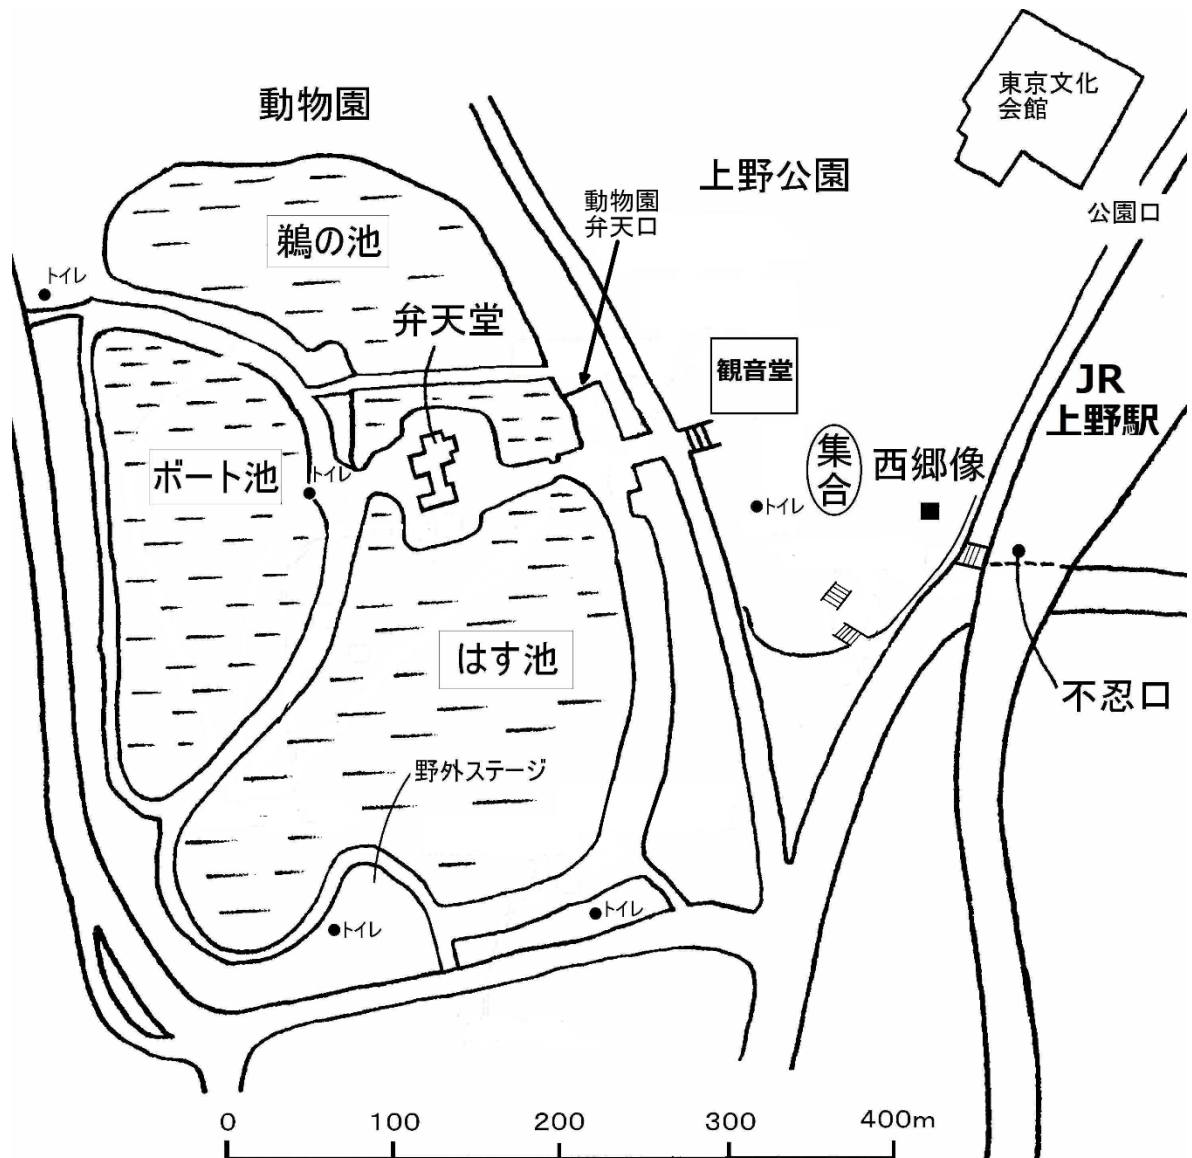 東京文化
会館
動物園
上野公園
動物園
弁天口
公園口
鵜の池
トイレ
弁天堂
観音堂
JR
上野駅
集合
西郷像
ボート池
トイレ
トイレ
はす池
不忍口
野外ステージ
トイレ
トイレ
0 100 200 300 400m